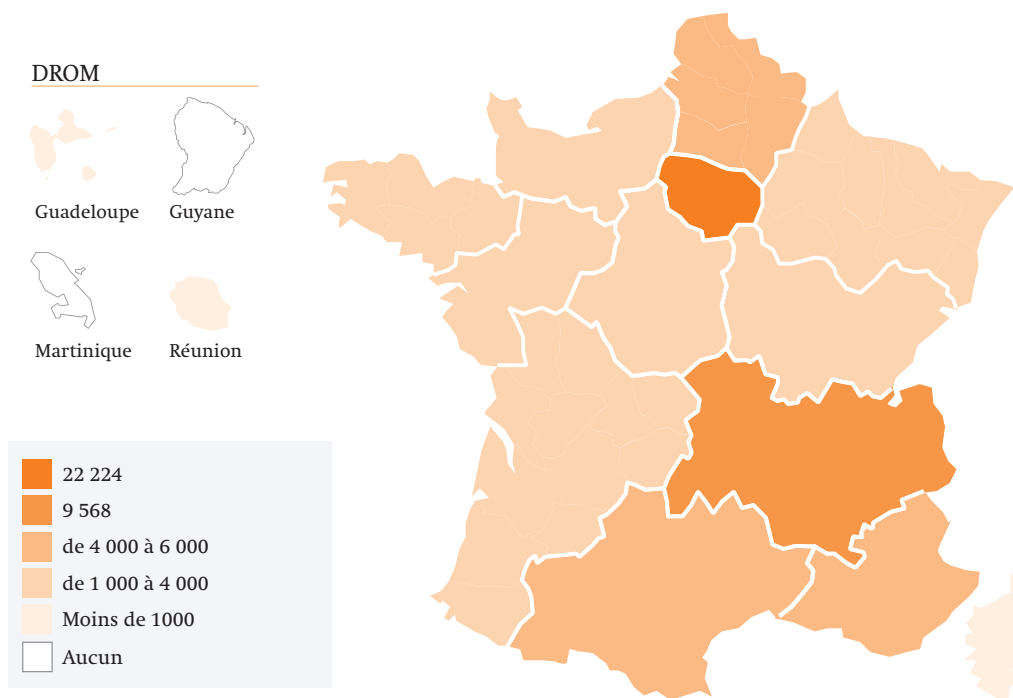 DROM
Guadeloupe
Guyane
Martinique
Réunion
22 224
9 568
de 4 000 à 6 000
de 1 000 à 4 000
Moins de 1000
Aucun